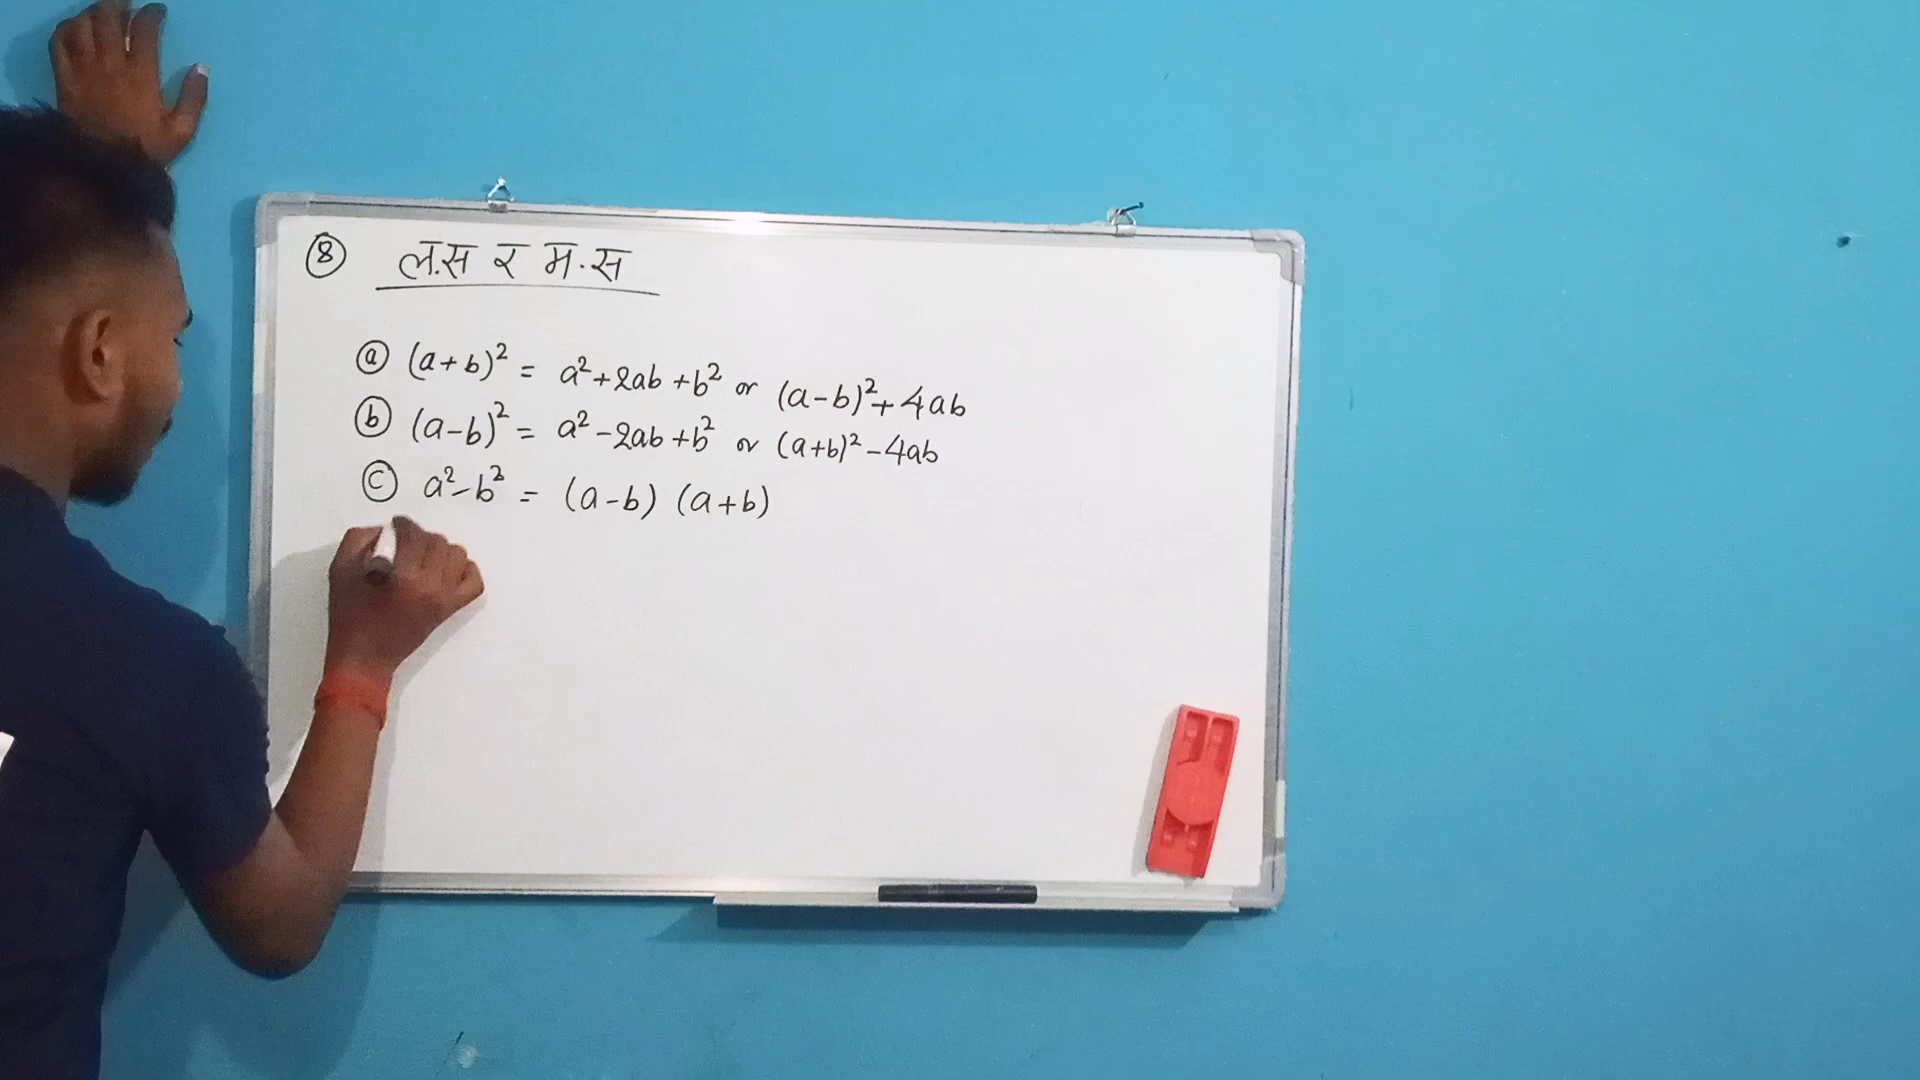 ⑧ ल.स र म.स
ⓐ (a+b)² = a²+2ab+b² or (a-b)²+4ab
ⓑ (a-b)² = a²-2ab+b² or (a+b)²-4ab
ⓒ a²-b² = (a-b) (a+b)